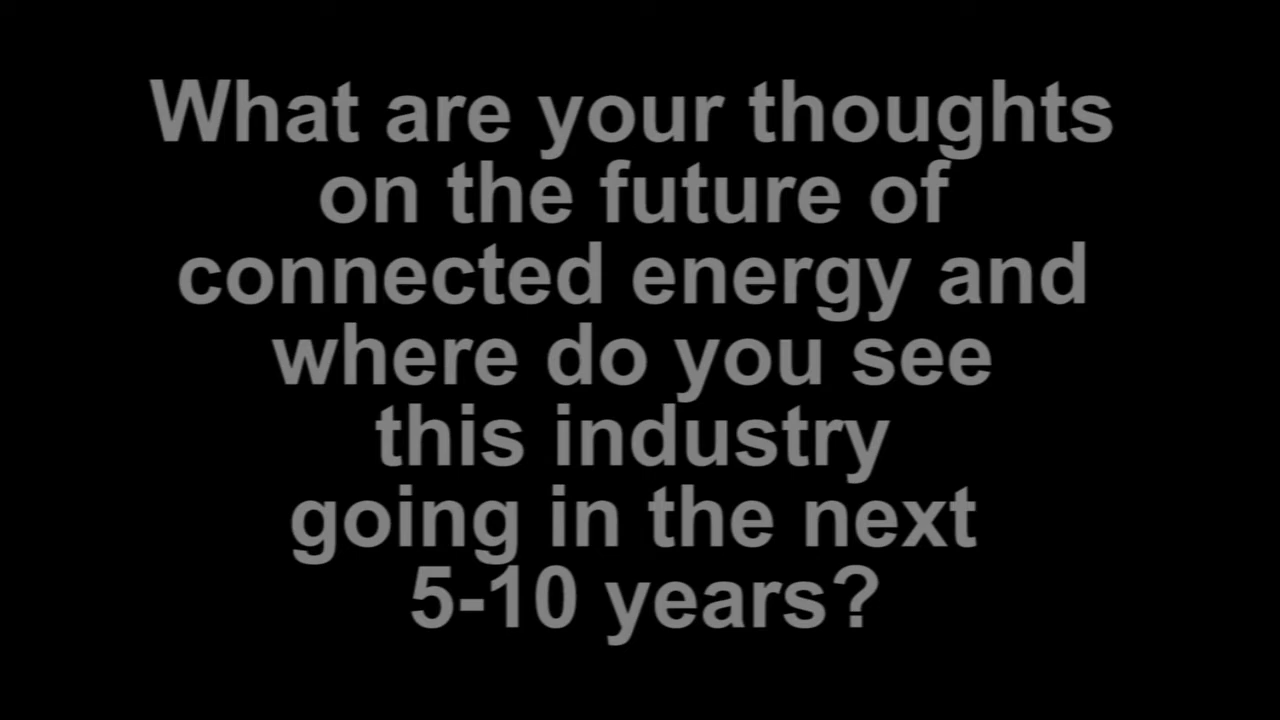 What are your thoughts
on the future of
connected energy and
where do you see
this industry
going in the next
5-10 years?